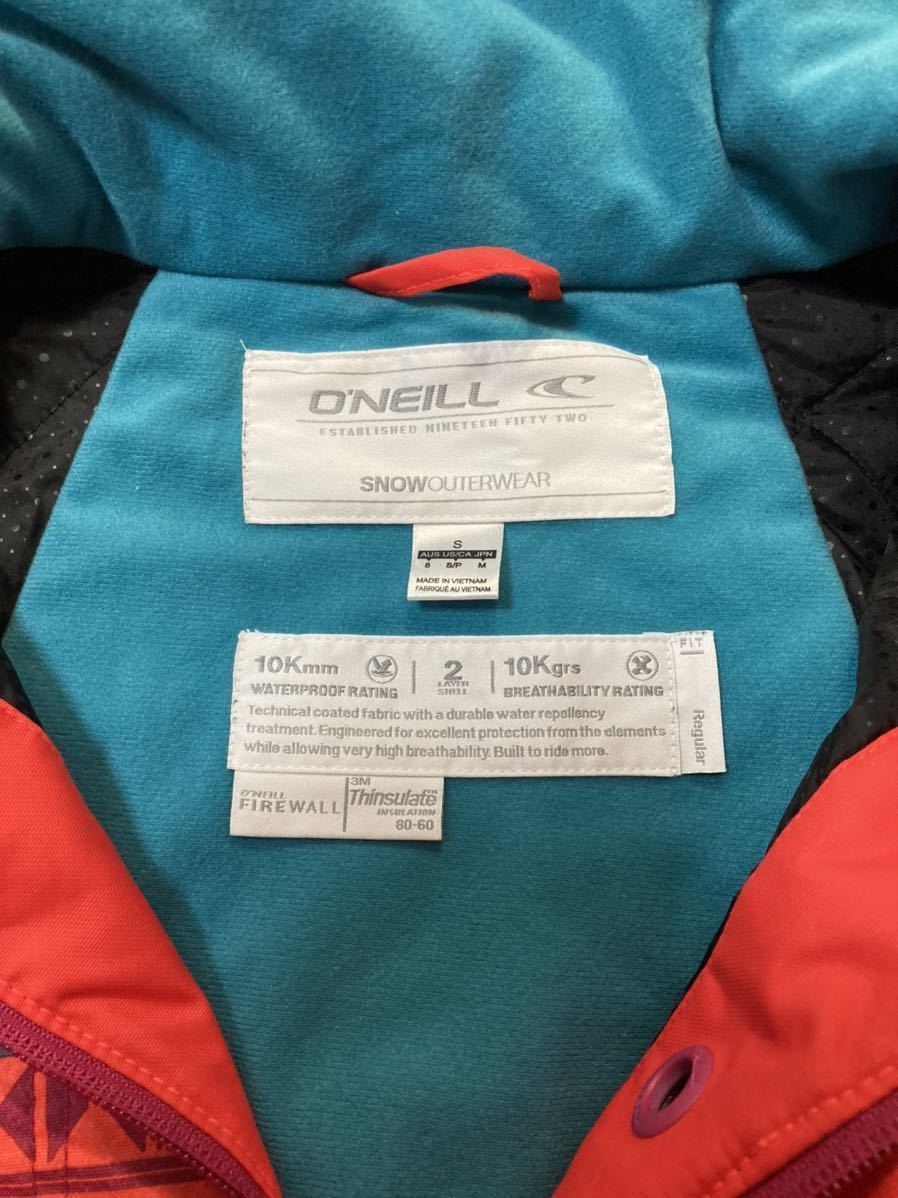 O'NEILL
ESTABLISHED NINETEEN FIFTY TWO
SNOWOUTERWEAR
S
AUS US/CA JPN
8 S/P M
MADE IN VIETNAM
FABRIQUÉ AU VIETNAM
10Kmm
WATERPROOF RATING
2
LAYER
SHELL
10Kgrs
BREATHABILITY RATING
Technical coated fabric with a durable water repellency
treatment. Engineered for excellent protection from the elements
while allowing very high breathability. Built to ride more.
FIT
Regular
O'NEILL
FIREWALL
3M
Thinsulate™
INSULATION
80-60